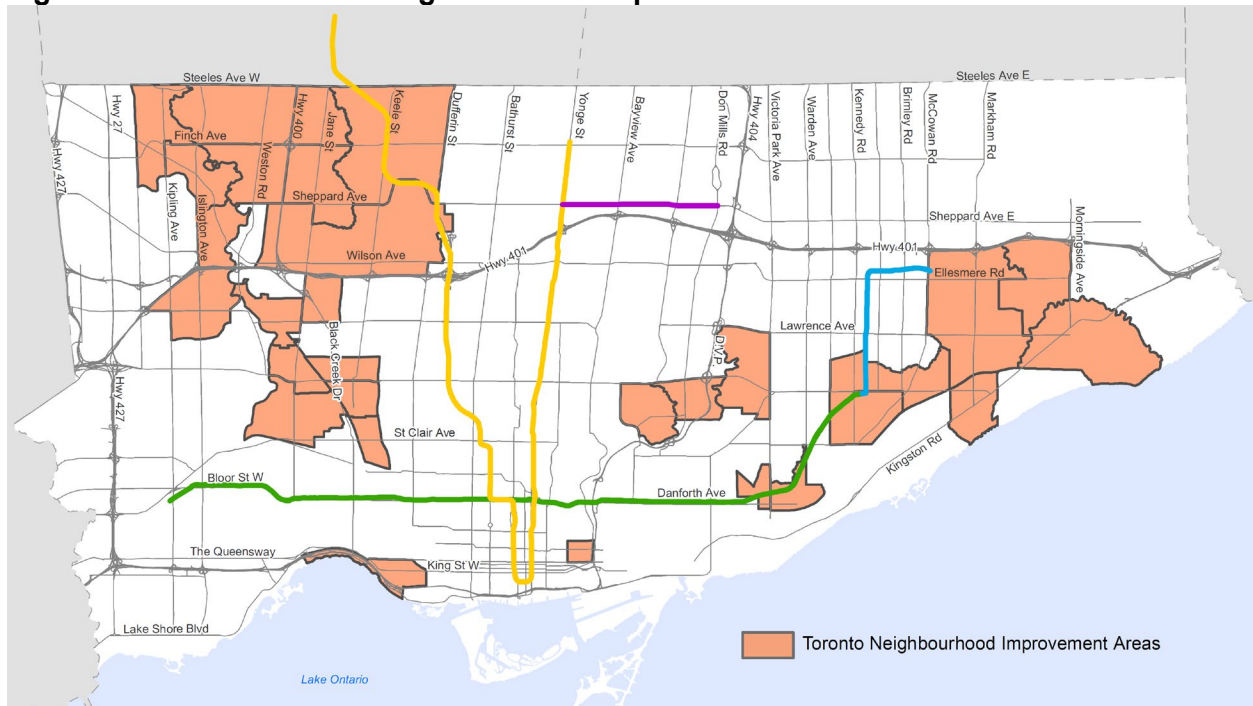 Steeles Ave W
Steeles Ave E
Hwy 27
Hwy 400
Jane St
Keele St
Dufferin St
Bathurst St
Yonge St
Bayview Ave
Don Mills Rd
Hwy 404
Victoria Park Ave
Warden Ave
Kennedy Rd
Brimley Rd
McCowan Rd
Markham Rd
Finch Ave
Hwy 427
Weston Rd
Kipling Ave
Islington Ave
Sheppard Ave
Sheppard Ave E
Morningside Ave
Wilson Ave
Hwy 401
Hwy 401
Ellesmere Rd
Black Creek Dr
Lawrence Ave
D.V.P.
Hwy 427
St Clair Ave
Kingston Rd
Bloor St W
Danforth Ave
The Queensway
King St W
Lake Shore Blvd
Toronto Neighbourhood Improvement Areas
Lake Ontario